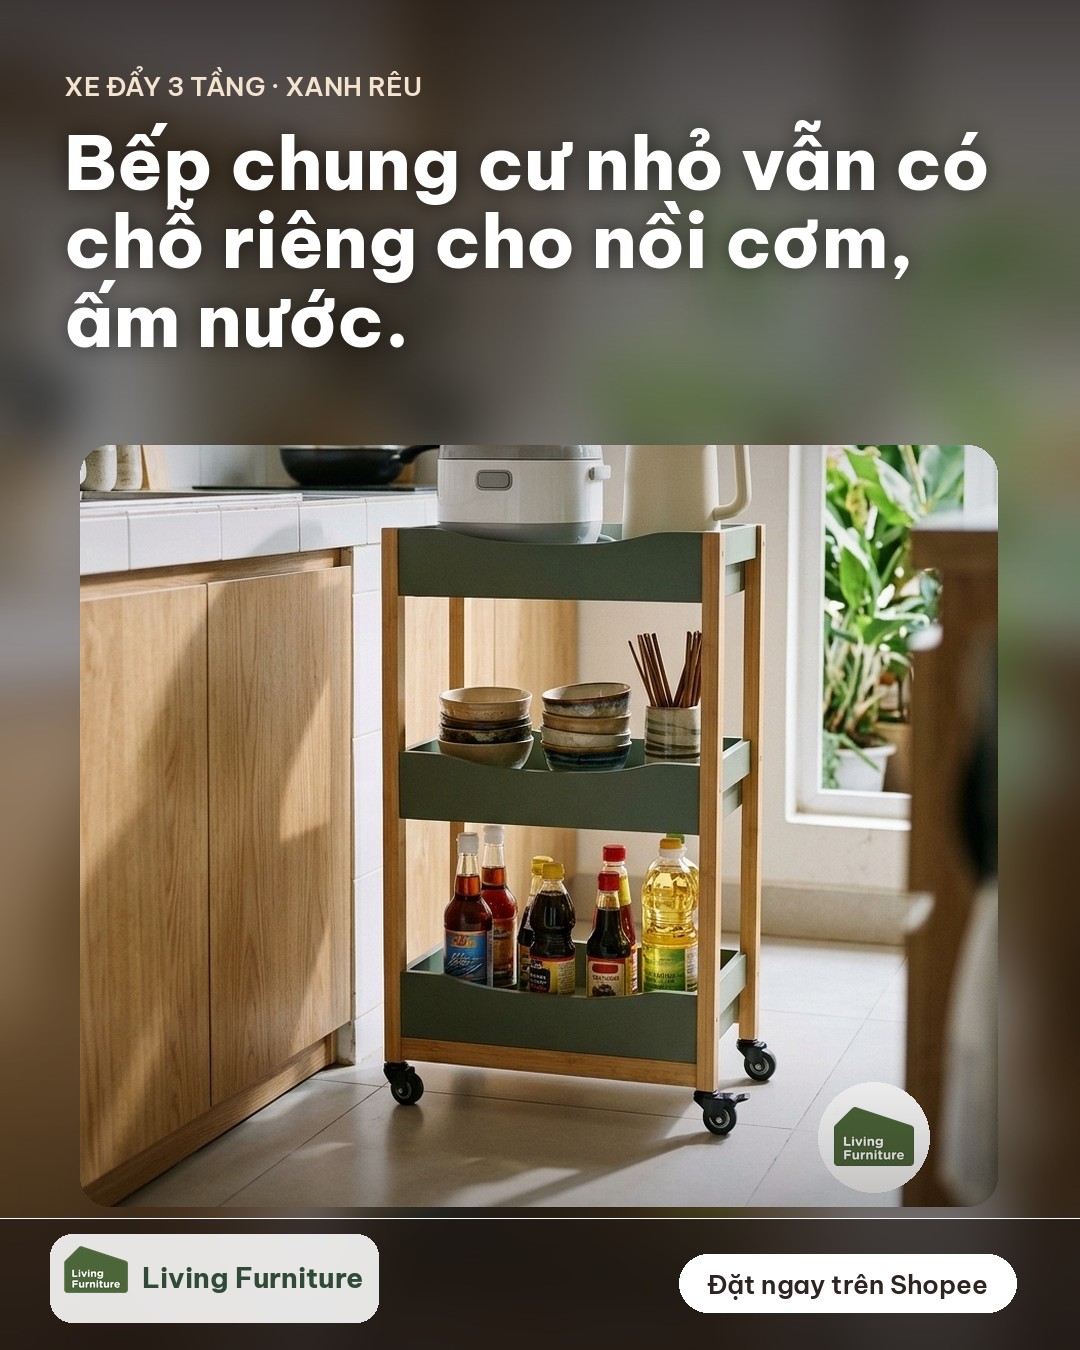 XE ĐẨY 3 TẦNG · XANH RÊU
Bếp chung cư nhỏ vẫn có
chỗ riêng cho nồi cơm,
ấm nước.
Living
Furniture
Living
Furniture
Living Furniture
Đặt ngay trên Shopee